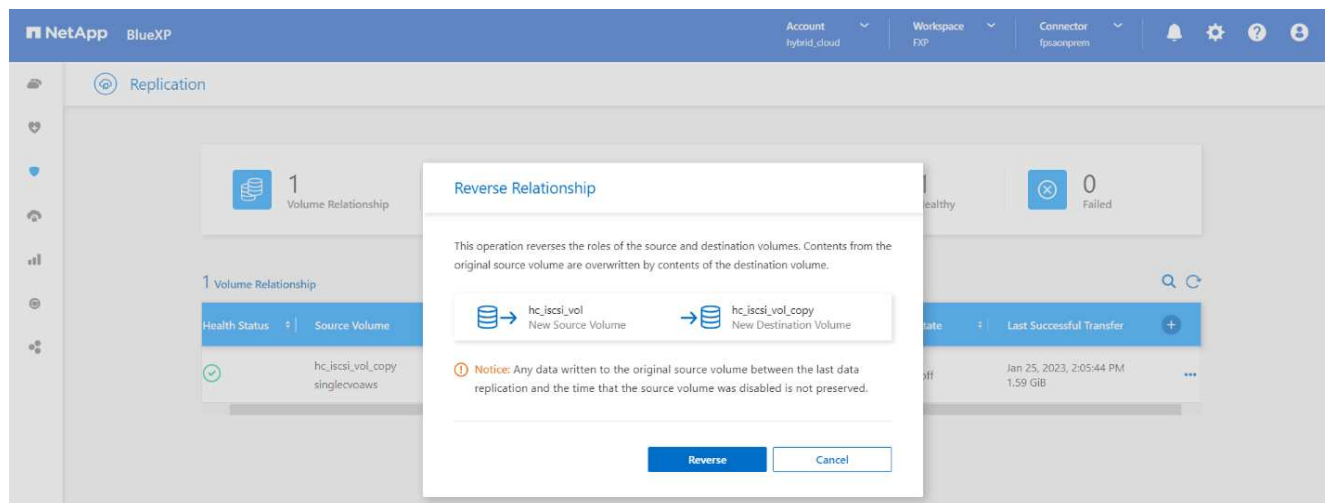 NetApp BlueXP
Account
hybrid_cloud
Workspace
FXP
Connector
fpsaonprem
Replication
1
Volume Relationship
ealthy
0
Failed
Reverse Relationship
This operation reverses the roles of the source and destination volumes. Contents from the
original source volume are overwritten by contents of the destination volume.
hc_iscsi_vol
New Source Volume
hc_iscsi_vol_copy
New Destination Volume
Notice: Any data written to the original source volume between the last data
replication and the time that the source volume was disabled is not preserved.
Reverse
Cancel
1 Volume Relationship
Health Status
Source Volume
tate
Last Successful Transfer
hc_iscsi_vol_copy
singlecvoaws
off
Jan 25, 2023, 2:05:44 PM
1.59 GiB